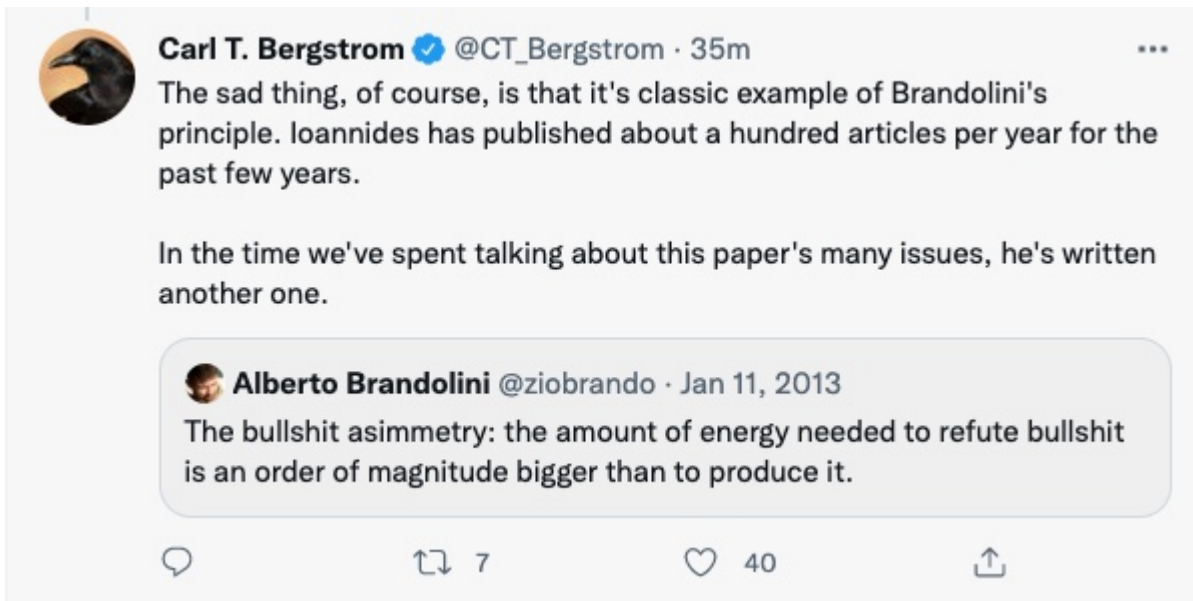 Carl T. Bergstrom @CT_Bergstrom · 35m
The sad thing, of course, is that it's classic example of Brandolini's
principle. Ioannides has published about a hundred articles per year for the
past few years.
In the time we've spent talking about this paper's many issues, he's written
another one.
Alberto Brandolini @ziobrando · Jan 11, 2013
The bullshit asimmetry: the amount of energy needed to refute bullshit
is an order of magnitude bigger than to produce it.
7 40